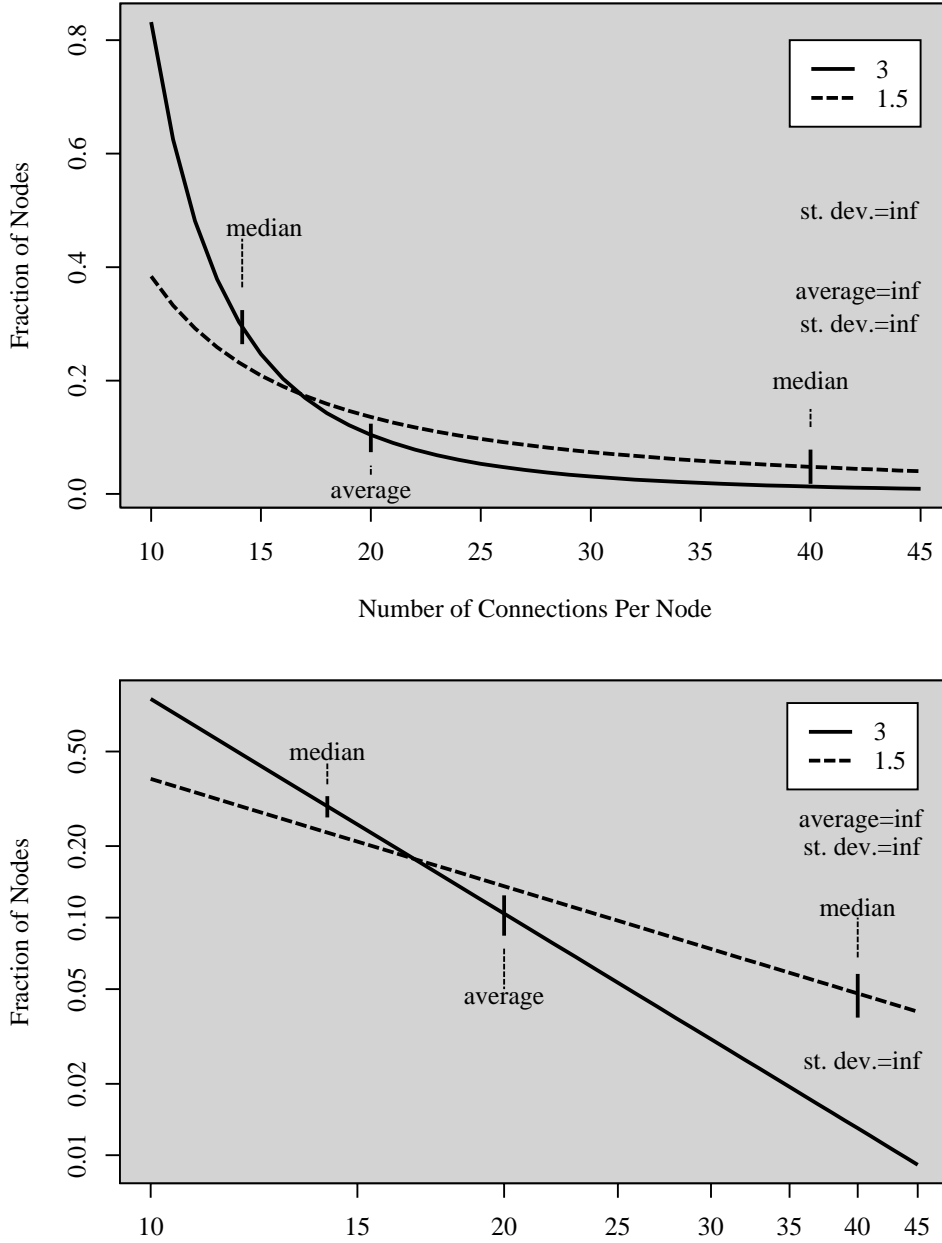 0.8
3
1.5
0.6
st. dev.=inf
median
0.4
average=inf
st. dev.=inf
median
0.2
average
0.0
Fraction of Nodes
10 15 20 25 30 35 40 45
Number of Connections Per Node
3
1.5
0.50
median
average=inf
0.20
st. dev.=inf
median
0.10
average
0.05
st. dev.=inf
0.02
0.01
Fraction of Nodes
10 15 20 25 30 35 40 45